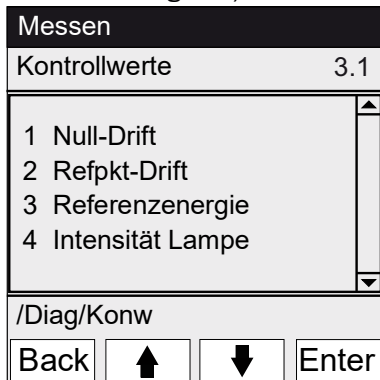 Messen
Kontrollwerte 3.1
1 Null-Drift
2 Refpkt-Drift
3 Referenzenergie
4 Intensität Lampe
/Diag/Konw
Back Enter